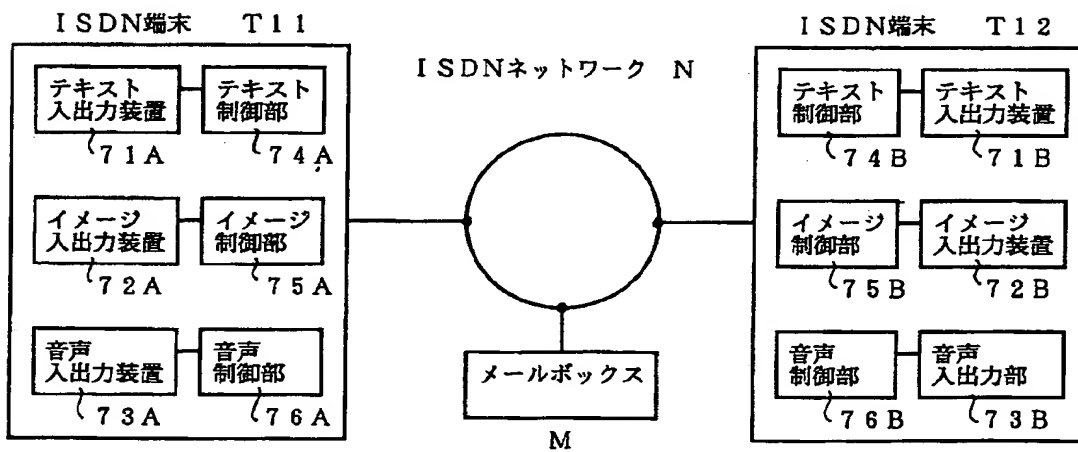 ISDN端末 T11
テキスト
入出力装置
71A
テキスト
制御部
74A
イメージ
入出力装置
72A
イメージ
制御部
75A
音声
入出力装置
73A
音声
制御部
76A
ISDNネットワーク N
メールボックス
M
ISDN端末 T12
テキスト
制御部
74B
テキスト
入出力装置
71B
イメージ
制御部
75B
イメージ
入出力装置
72B
音声
制御部
76B
音声
入出力部
73B